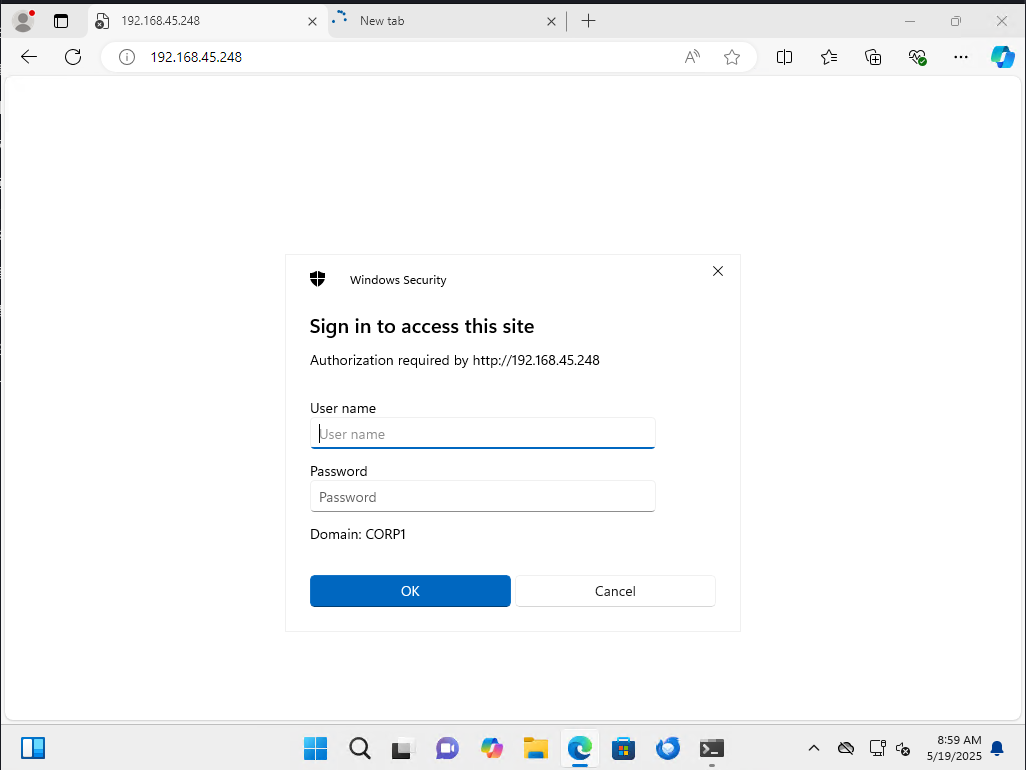 192.168.45.248
New tab
192.168.45.248
Windows Security
Sign in to access this site
Authorization required by http://192.168.45.248
User name
User name
Password
Password
Domain: CORP1
OK
Cancel
8:59 AM
5/19/2025